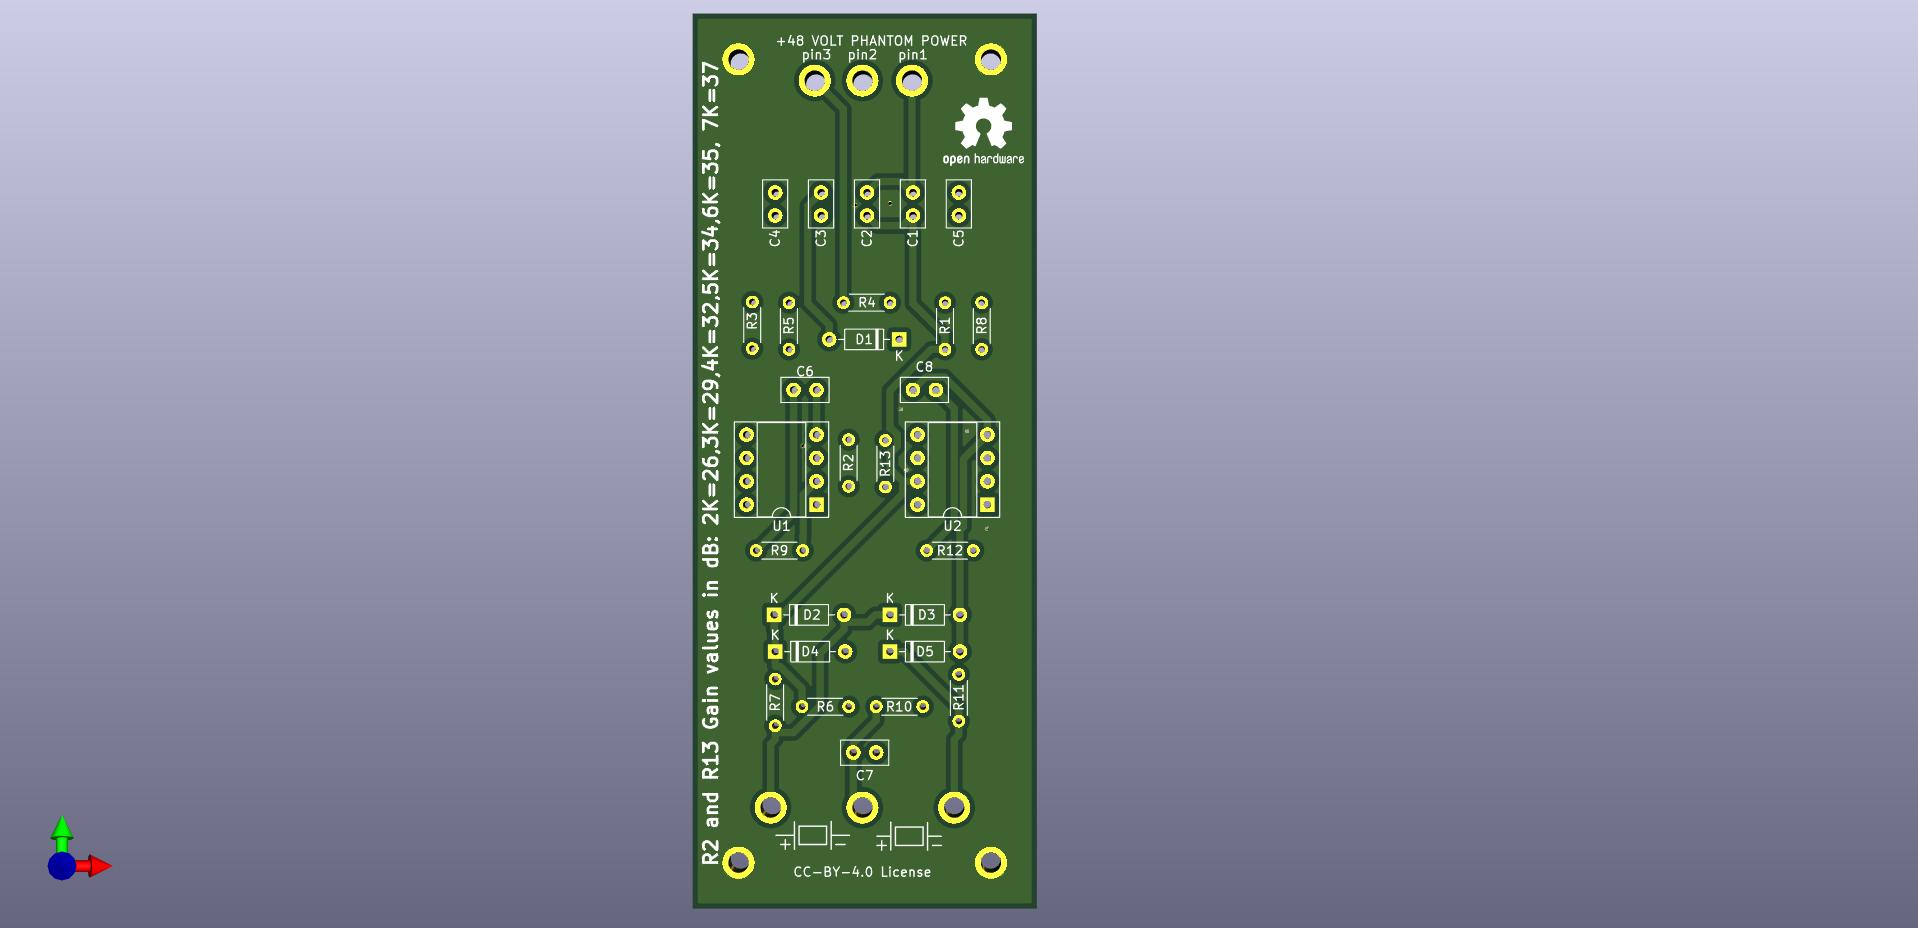 +48 VOLT PHANTOM POWER
pin3 pin2 pin1
open hardware
C4 C3 C2 C1 C5
R3 R5 R4 R1 R8
D1
K
C6 C8
R2 R13
U1 U2
R9 R12
K K
D2 D3
K K
D4 D5
R7 R6 R10 R11
C7
+ − + −
CC-BY-4.0 License
R2 and R13 Gain values in dB: 2K=26,3K=29,4K=32,5K=34,6K=35, 7K=37